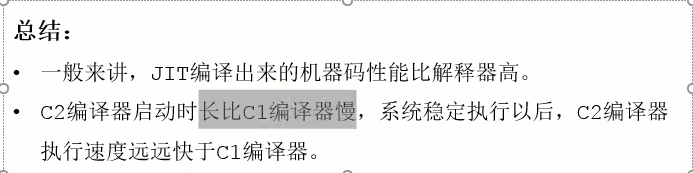 总结：
• 一般来讲，JIT编译出来的机器码性能比解释器高。
• C2编译器启动时长比C1编译器慢，系统稳定执行以后，C2编译器
执行速度远远快于C1编译器。